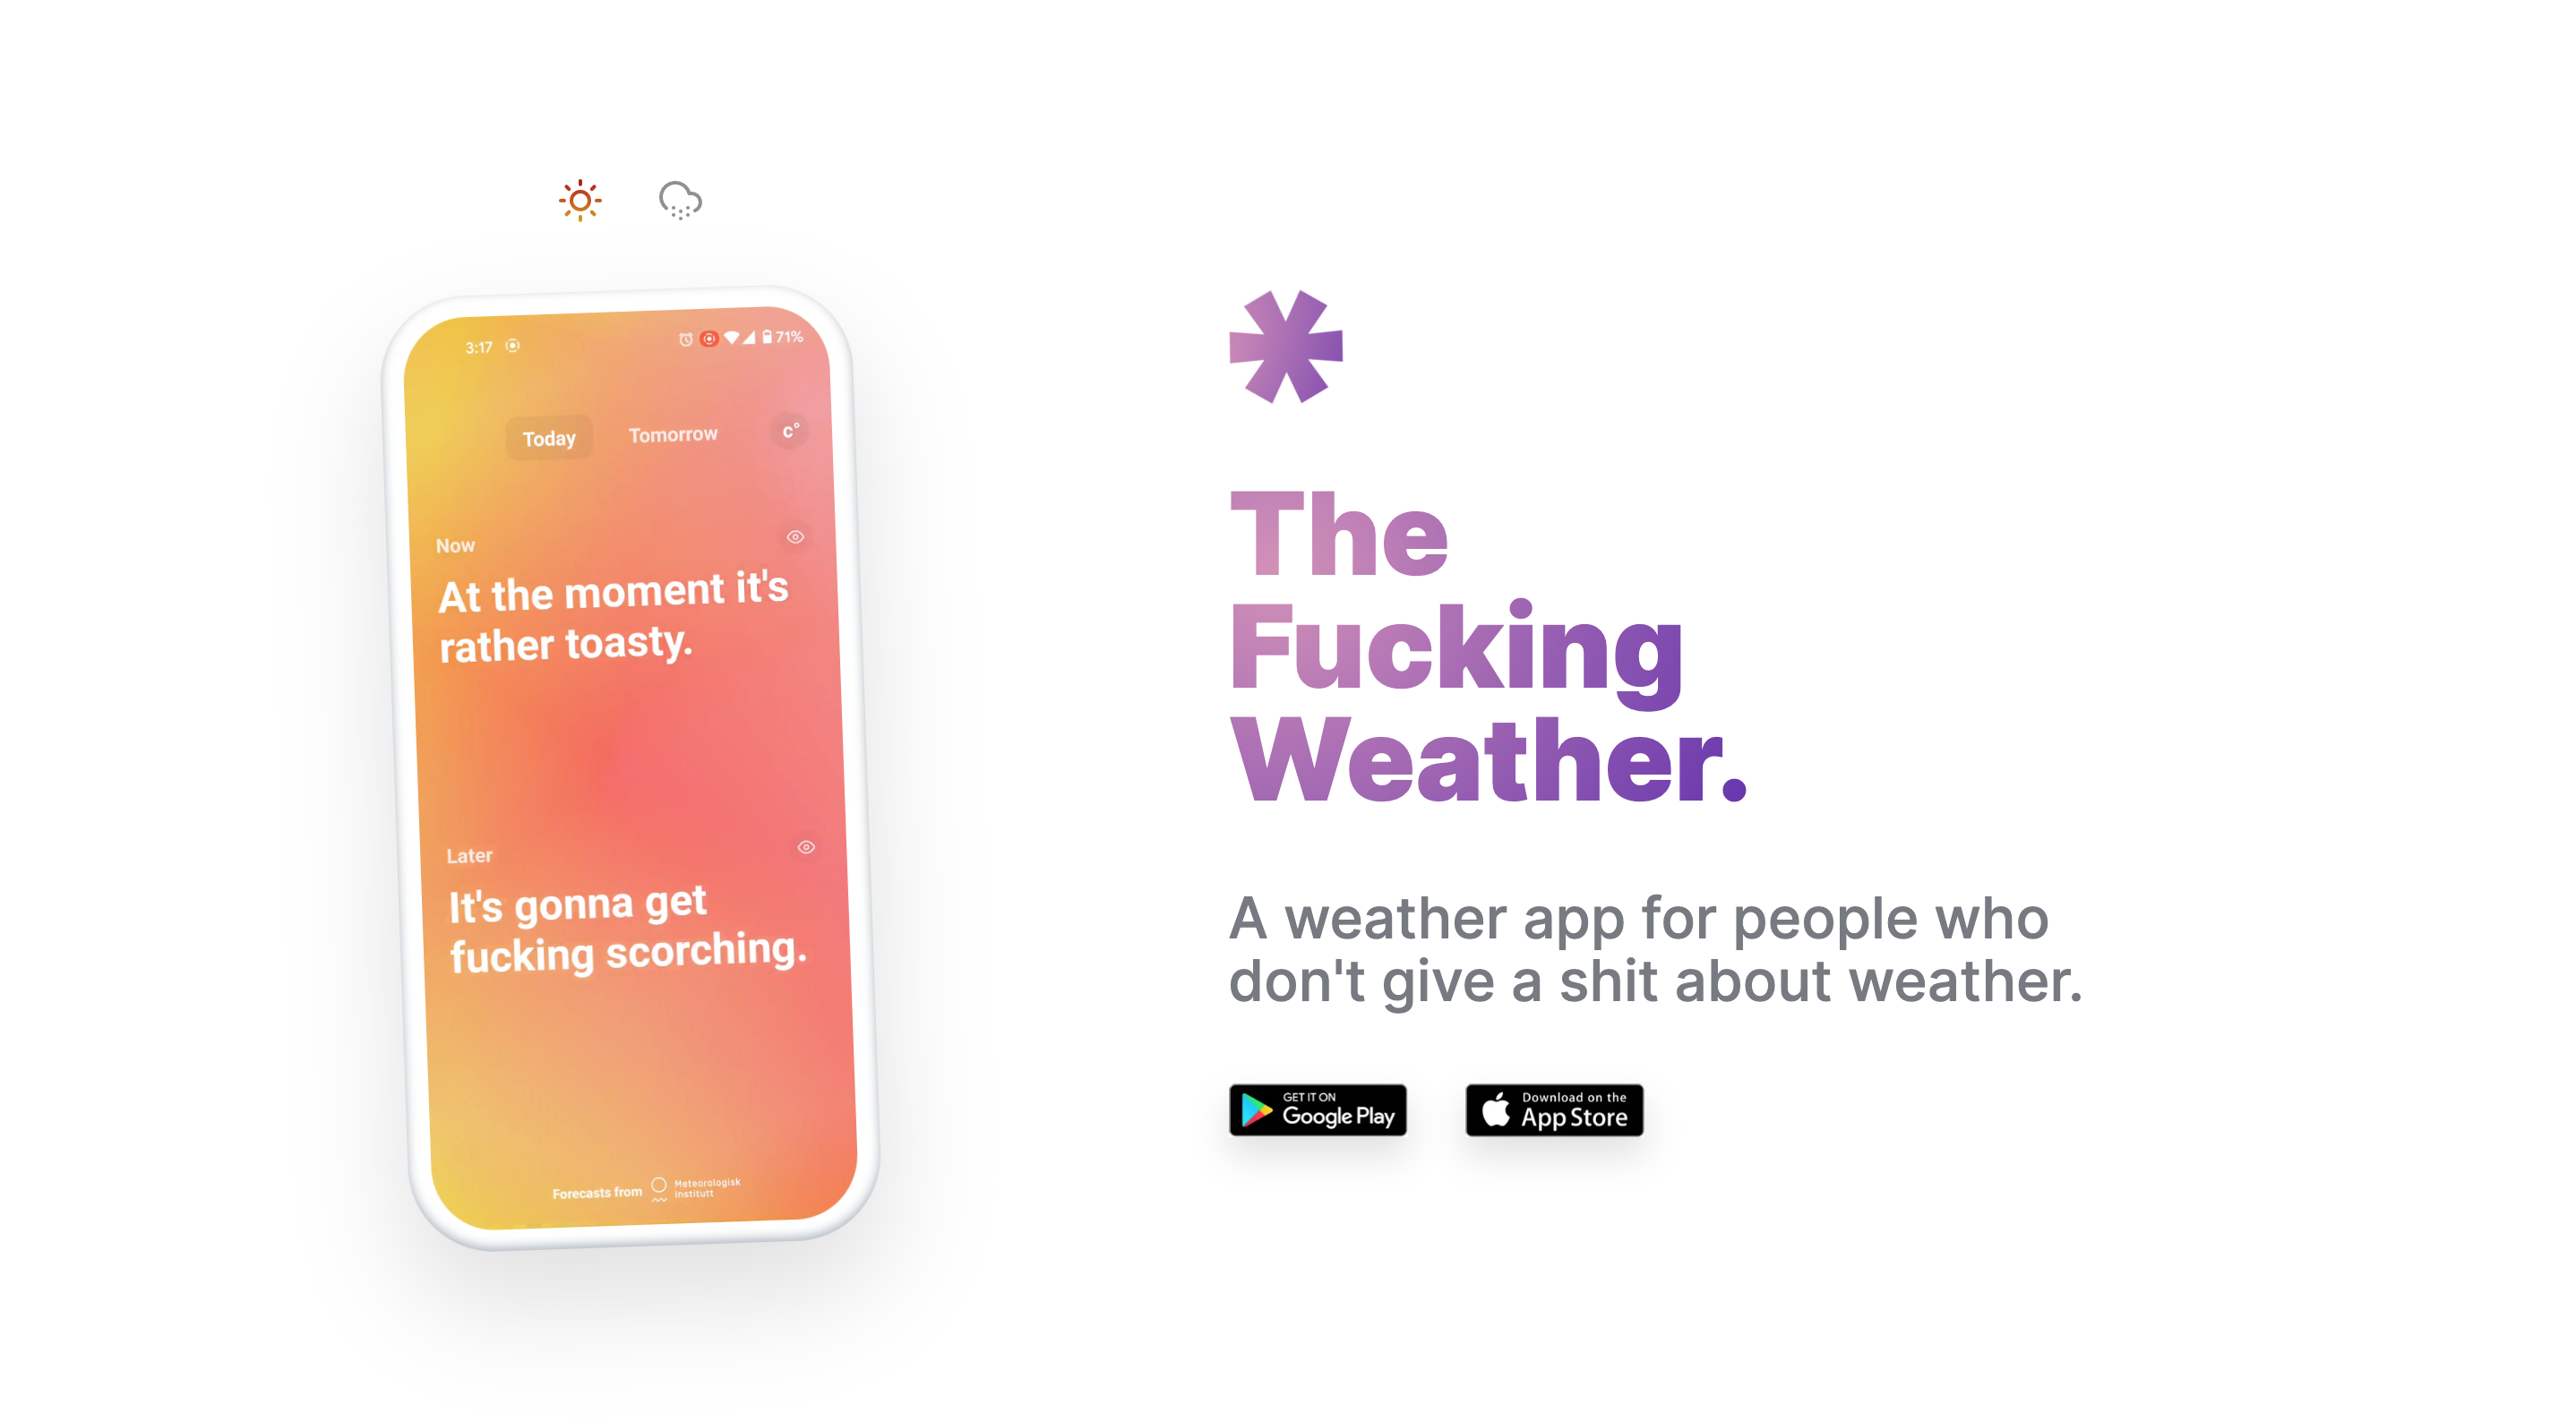 3:17
71%
Today
Tomorrow
c°
Now
At the moment it's
rather toasty.
Later
It's gonna get
fucking scorching.
Forecasts from
Meteorologisk
institutt
The
Fucking
Weather.
A weather app for people who
don't give a shit about weather.
GET IT ON
Google Play
Download on the
App Store